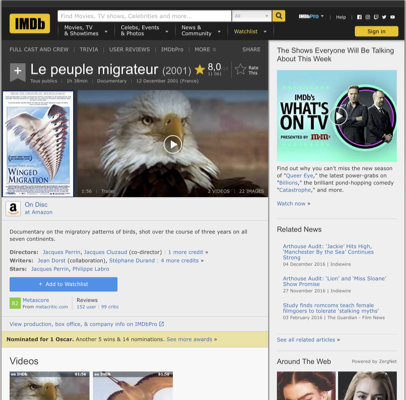 IMDb
Find Movies, TV shows, Celebrities and more...
All
IMDbPro
Help
Movies, TV
& Showtimes
Celebs, Events
& Photos
News &
Community
Watchlist
Sign in
FULL CAST AND CREW | TRIVIA | USER REVIEWS | IMDbPro | MORE
SHARE
Le peuple migrateur (2001)
8,0
Rate
This
Tous publics | 1h 38min | Documentary | 12 December 2001 (France)
WINGED
MIGRATION
1:36 | Trailer
2 VIDEOS | 22 IMAGES
On Disc
at Amazon
Documentary on the migratory patterns of birds, shot over the course of three years on all
seven continents.
Directors: Jacques Perrin, Jacques Cluzaud (co-director) | 1 more credit »
Writers: Jean Dorst (collaboration), Stéphane Durand | 4 more credits »
Stars: Jacques Perrin, Philippe Labro
+ Add to Watchlist
82
Metascore
From metacritic.com
Reviews
152 user | 99 critic
View production, box office, & company info on IMDbPro
Nominated for 1 Oscar. Another 5 wins & 14 nominations. See more awards »
Videos
The Shows Everyone Will Be Talking
About This Week
IMDb's
WHAT'S
ON TV
PRESENTED BY
Find out why you can't miss the new season
of "Queer Eye," the latest power-grabs on
"Billions," the brilliant pond-hopping comedy
"Catastrophe," and more.
Watch now »
Related News
Arthouse Audit: 'Jackie' Hits High,
'Manchester By the Sea' Continues
Strong
04 December 2016 | Indiewire
Arthouse Audit: 'Lion' and 'Miss Sloane'
Show Promise
27 November 2016 | Indiewire
Study finds romcoms teach female
filmgoers to tolerate 'stalking myths'
03 February 2016 | The Guardian - Film News
See all related articles »
Around The Web
Powered by ZergNet